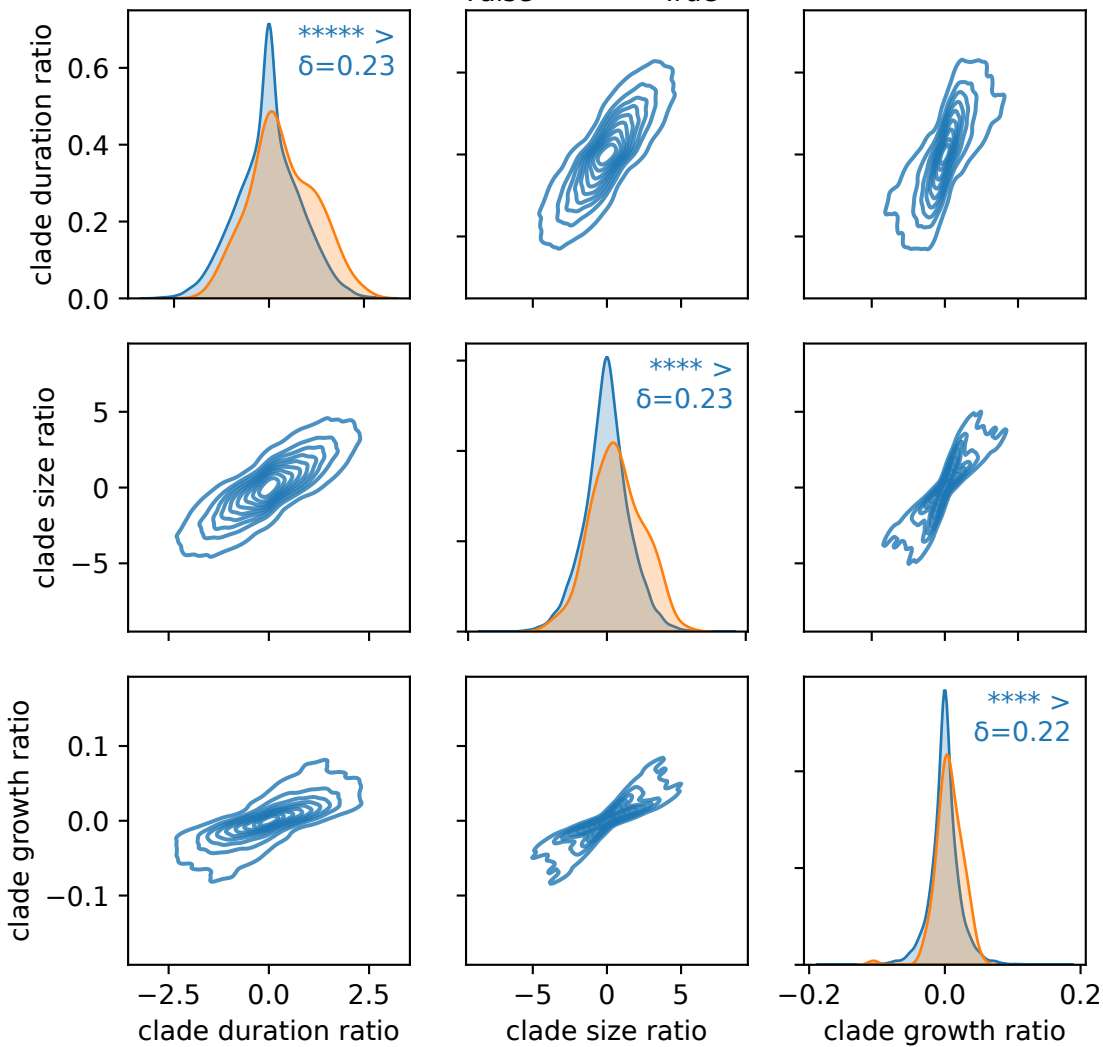 clade duration ratio
0.6
0.4
0.2
0.0
***** >
δ=0.23
clade size ratio
5
0
−5
**** >
δ=0.23
clade growth ratio
0.1
0.0
−0.1
**** >
δ=0.22
−2.5 0.0 2.5
−5 0 5
−0.2 0.0 0.2
clade duration ratio
clade size ratio
clade growth ratio